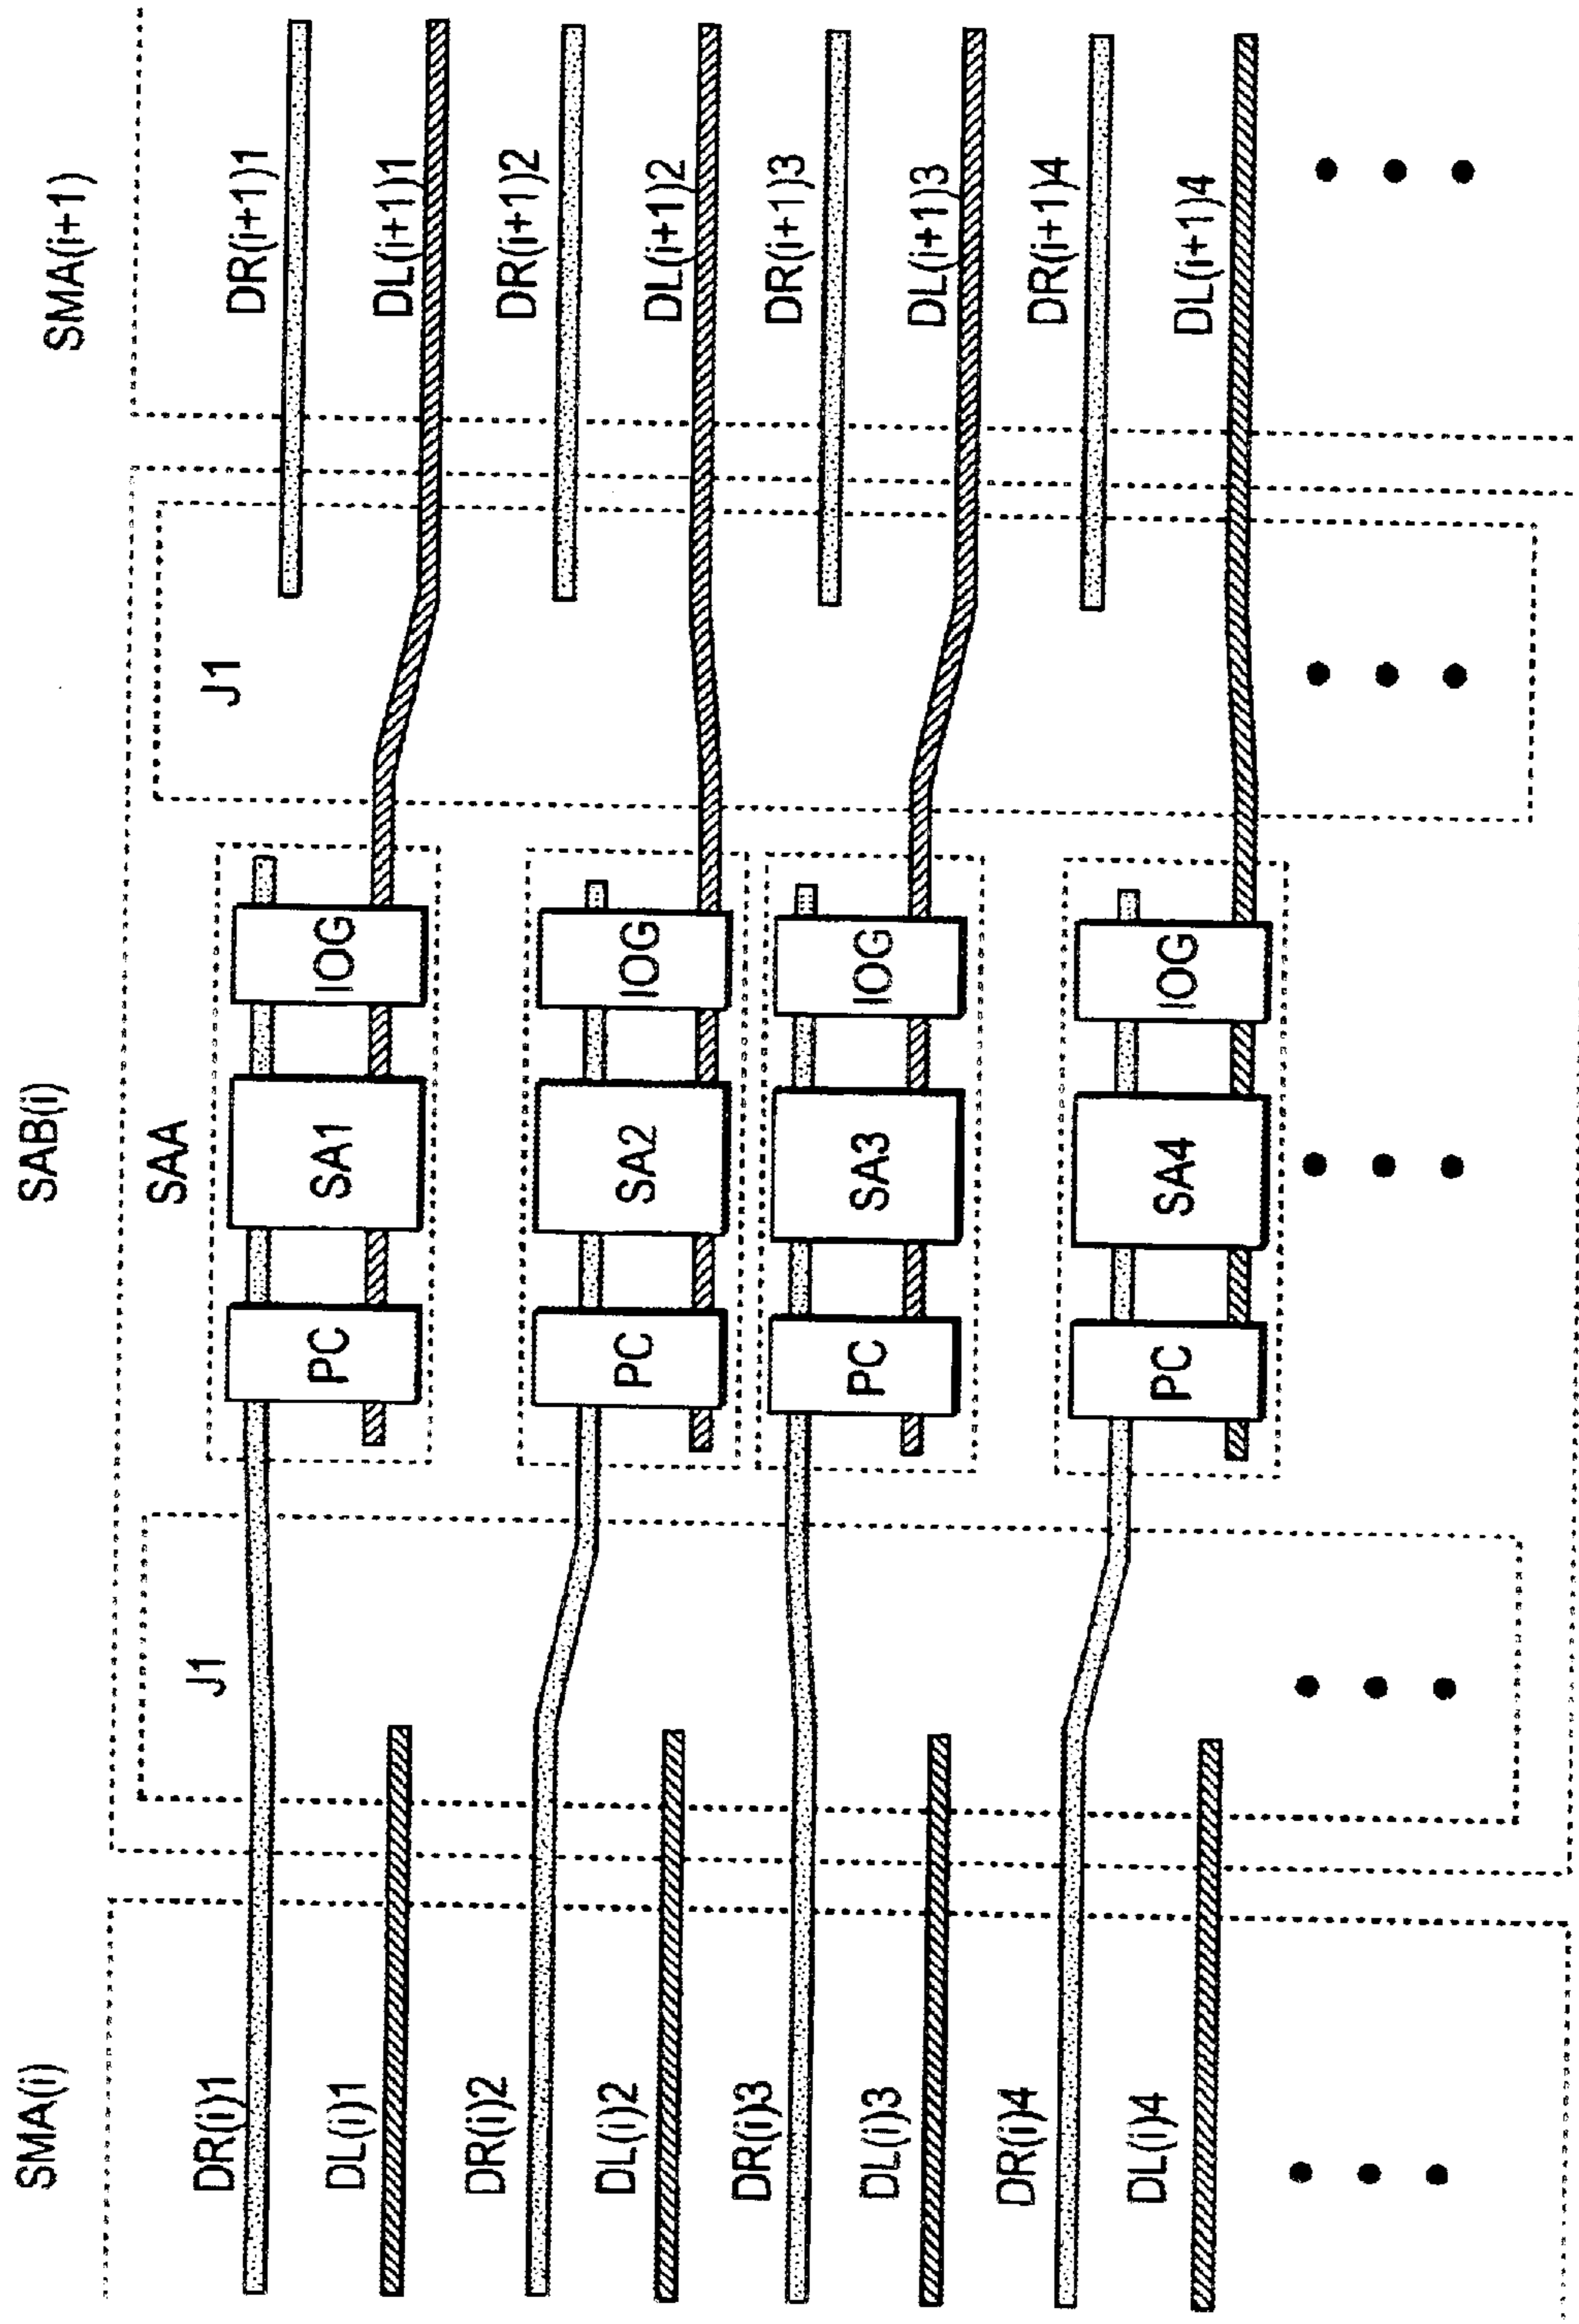 SMA(i)
SAB(i)
SMA(i+1)
SAA
J1
J1
DR(i)1
PC
SA1
IOG
DR(i+1)1
DL(i)1
DL(i+1)1
DR(i)2
PC
SA2
IOG
DR(i+1)2
DL(i)2
DL(i+1)2
DR(i)3
PC
SA3
IOG
DR(i+1)3
DL(i)3
DL(i+1)3
DR(i)4
PC
SA4
IOG
DR(i+1)4
DL(i)4
DL(i+1)4